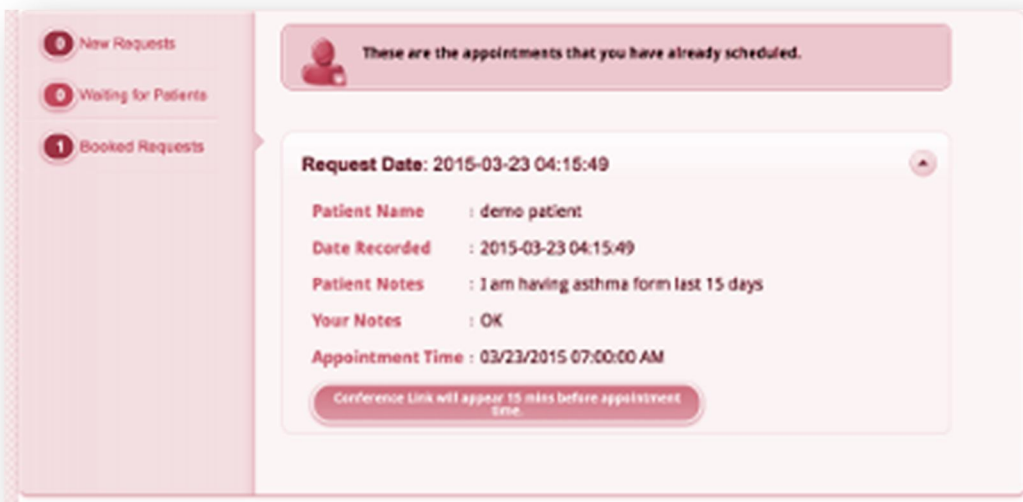 0 New Requests
0 Waiting for Patients
1 Booked Requests
These are the appointments that you have already scheduled.
Request Date: 2015-03-23 04:15:49
Patient Name : demo patient
Date Recorded : 2015-03-23 04:15:49
Patient Notes : I am having asthma form last 15 days
Your Notes : OK
Appointment Time : 03/23/2015 07:00:00 AM
Conference Link will appear 15 mins before appointment
time.